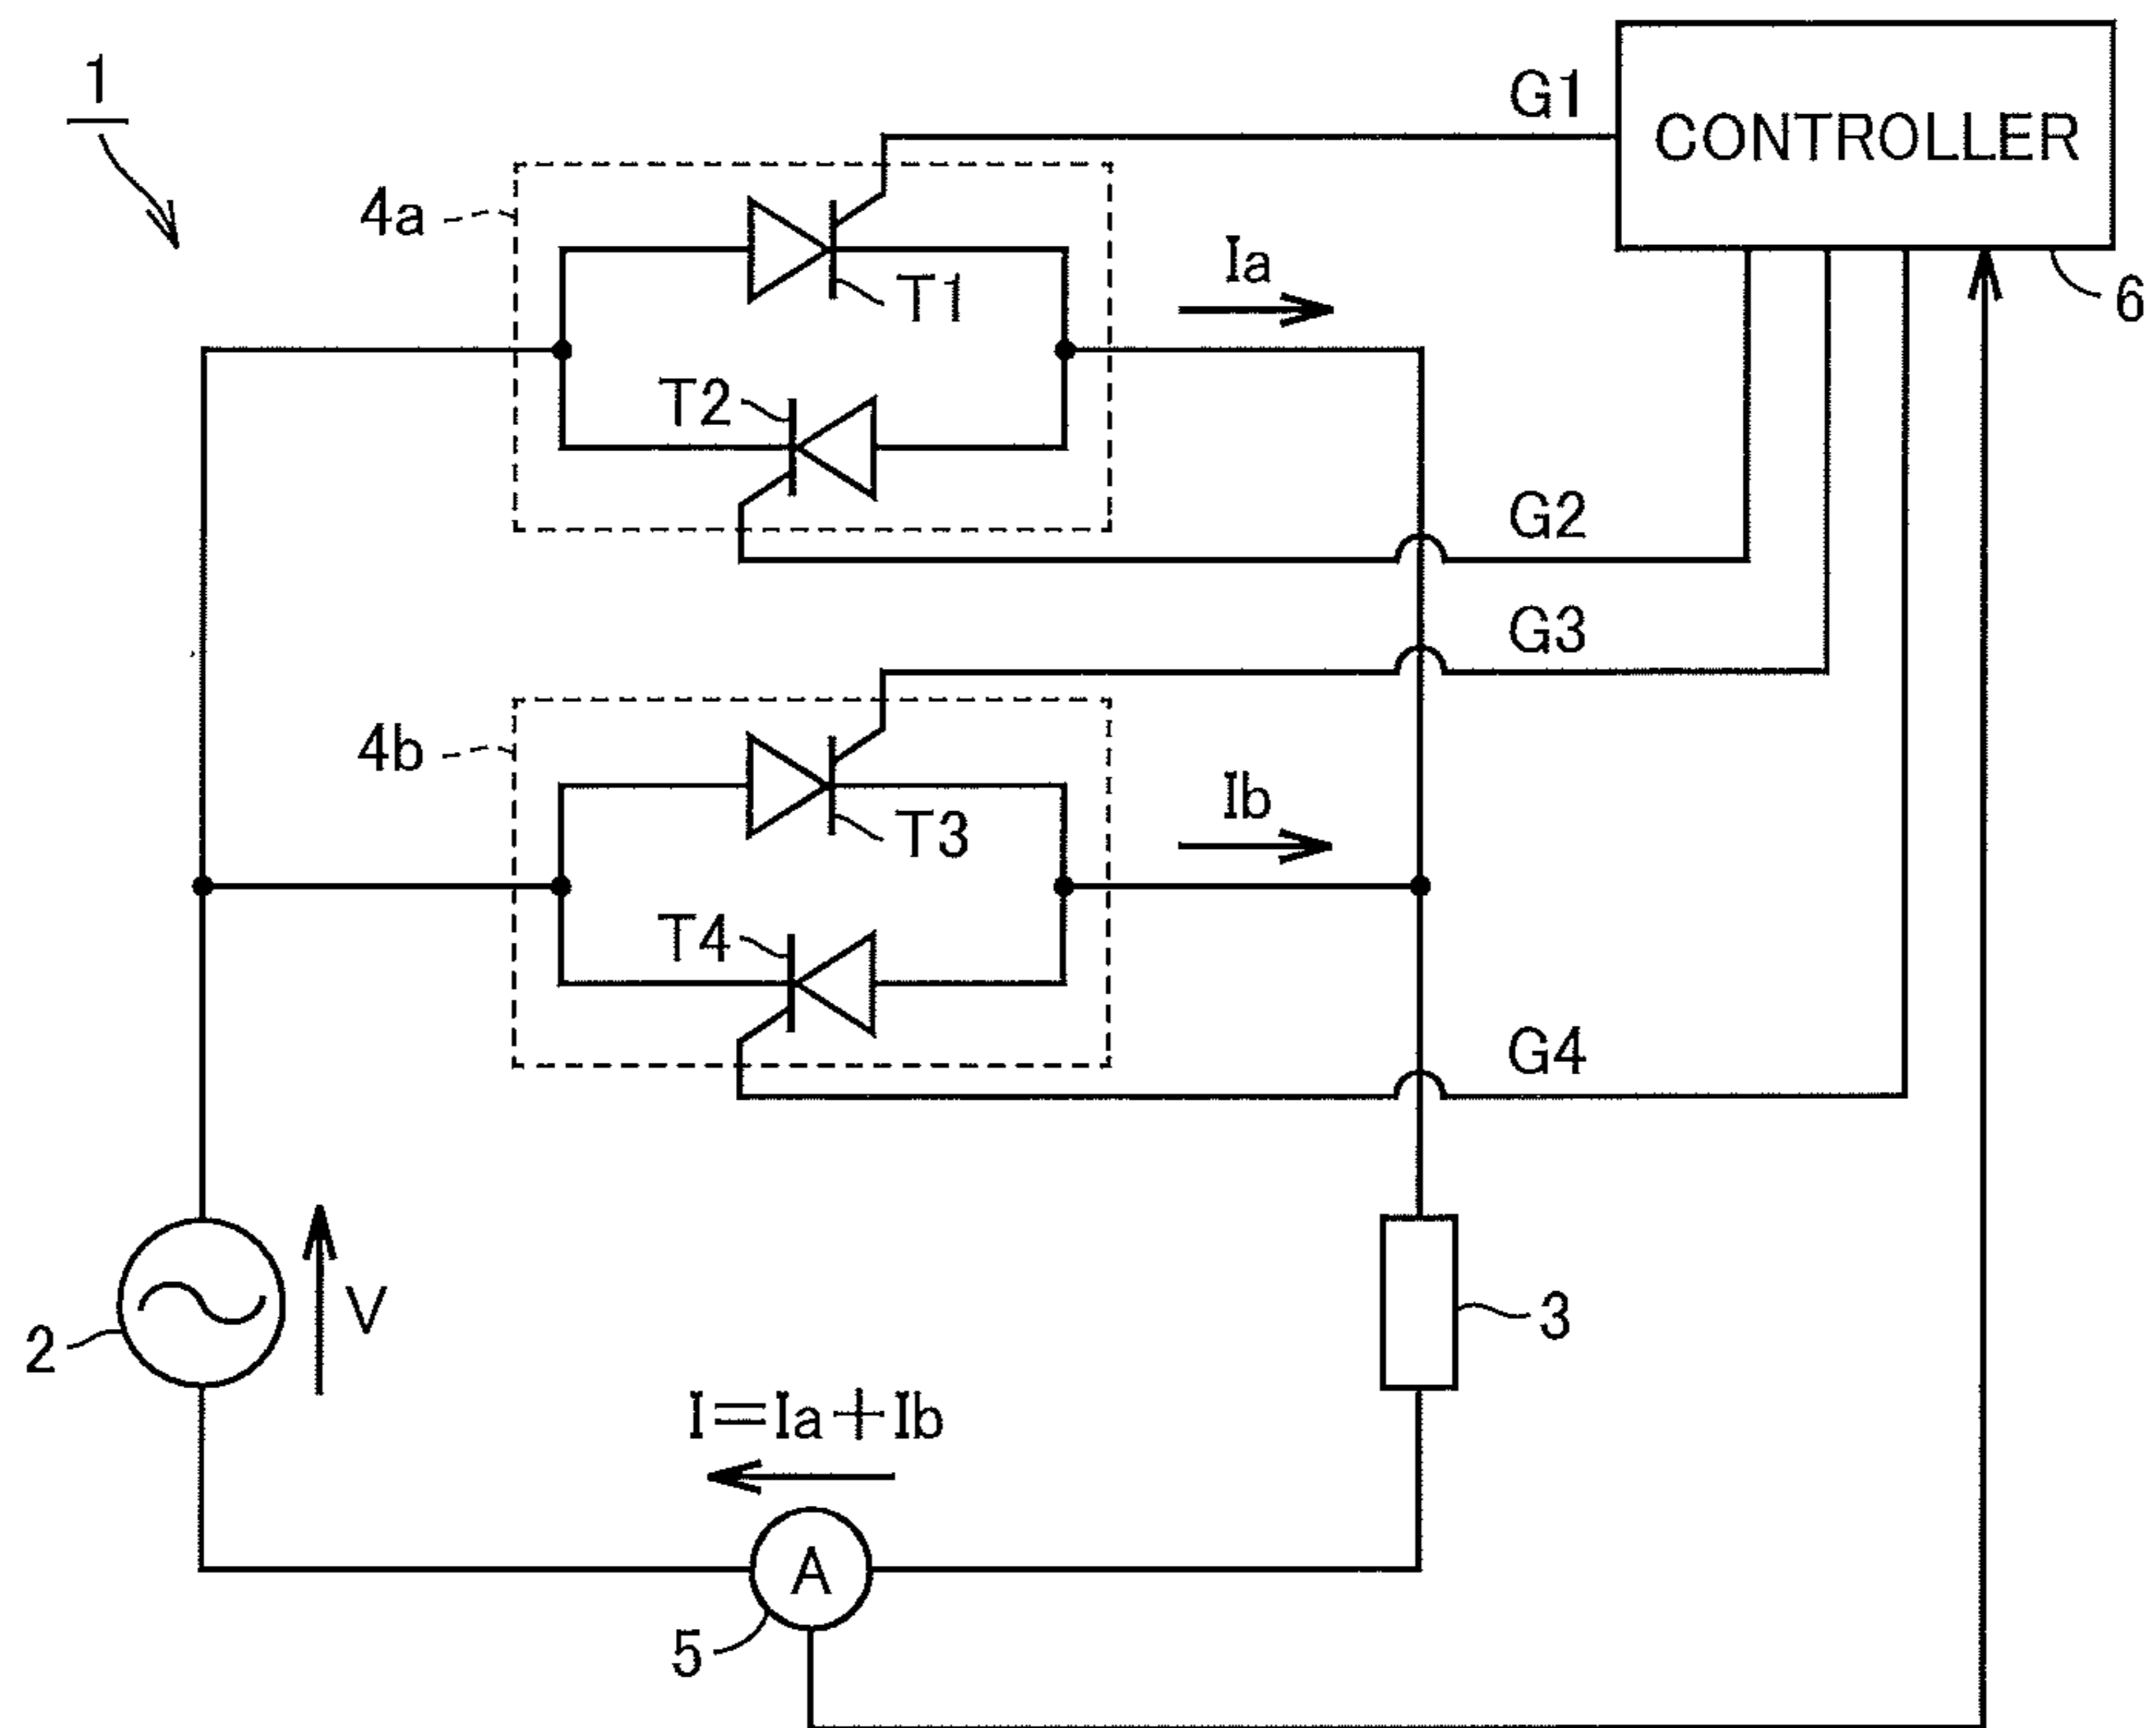 1
G1
CONTROLLER
4a
T1
Ia
6
T2
G2
G3
4b
T3
Ib
T4
G4
V
2
3
I=Ia+Ib
A
5